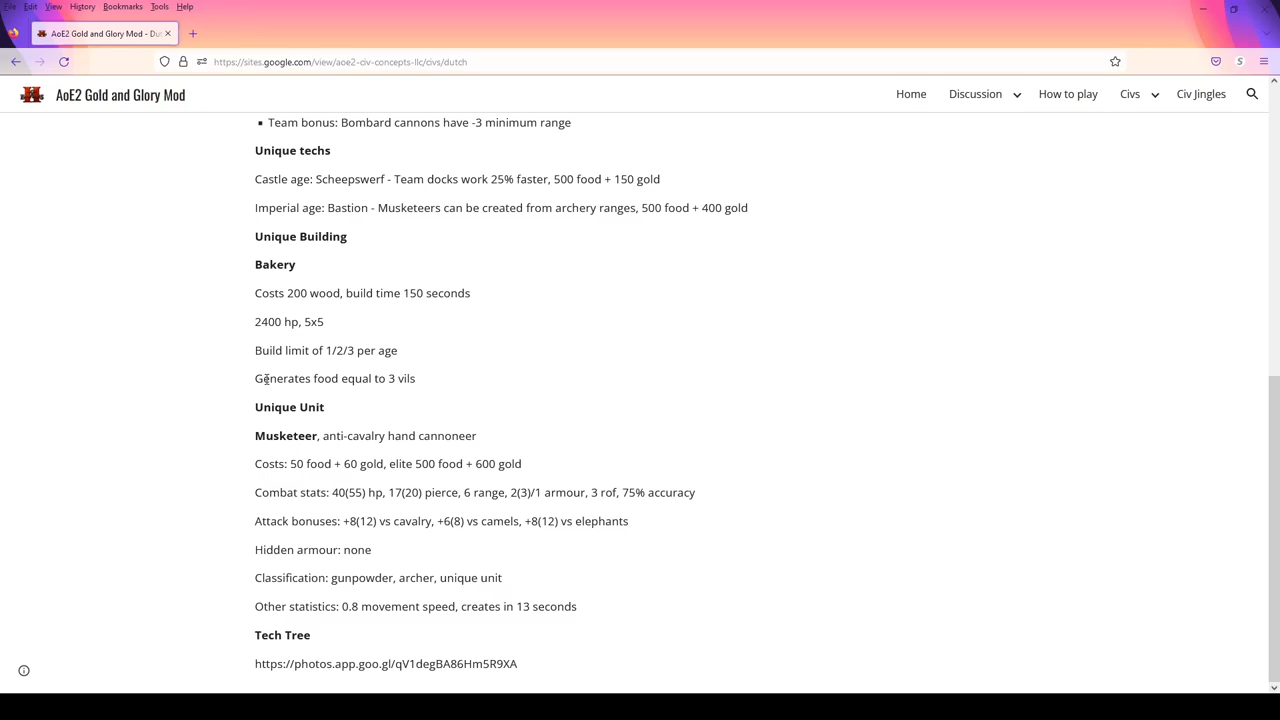 File Edit View History Bookmarks Tools Help
AoE2 Gold and Glory Mod - Dut
https://sites.google.com/view/aoe2-civ-concepts-llc/civs/dutch
AoE2 Gold and Glory Mod
Home Discussion How to play Civs Civ Jingles
Team bonus: Bombard cannons have -3 minimum range
Unique techs
Castle age: Scheepswerf - Team docks work 25% faster, 500 food + 150 gold
Imperial age: Bastion - Musketeers can be created from archery ranges, 500 food + 400 gold
Unique Building
Bakery
Costs 200 wood, build time 150 seconds
2400 hp, 5x5
Build limit of 1/2/3 per age
Generates food equal to 3 vils
Unique Unit
Musketeer, anti-cavalry hand cannoneer
Costs: 50 food + 60 gold, elite 500 food + 600 gold
Combat stats: 40(55) hp, 17(20) pierce, 6 range, 2(3)/1 armour, 3 rof, 75% accuracy
Attack bonuses: +8(12) vs cavalry, +6(8) vs camels, +8(12) vs elephants
Hidden armour: none
Classification: gunpowder, archer, unique unit
Other statistics: 0.8 movement speed, creates in 13 seconds
Tech Tree
https://photos.app.goo.gl/qV1degBA86Hm5R9XA